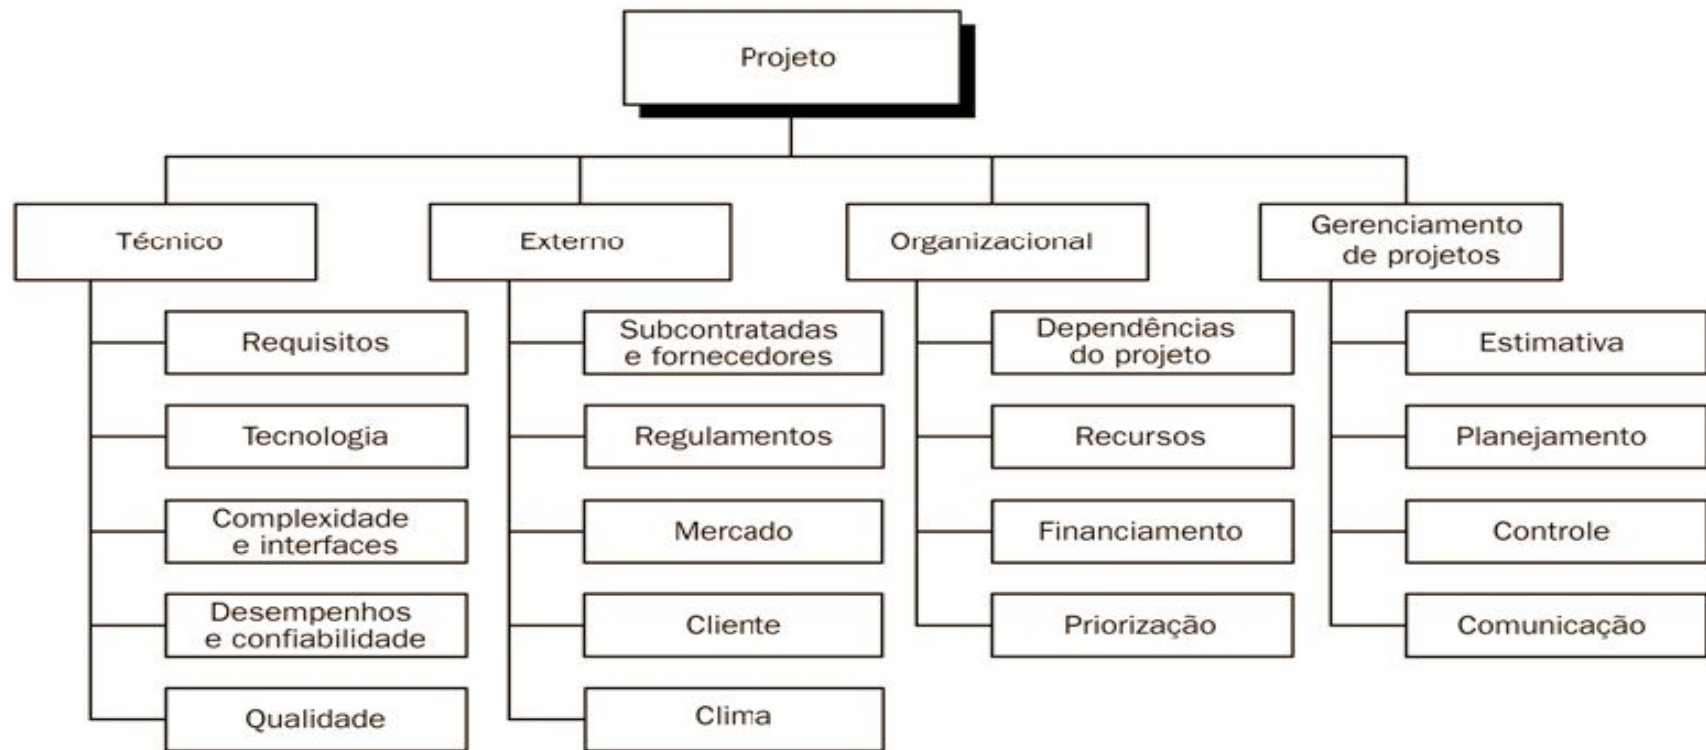 Projeto
Técnico
Externo
Organizacional
Gerenciamento
de projetos
Requisitos
Tecnologia
Complexidade
e interfaces
Desempenhos
e confiabilidade
Qualidade
Subcontratadas
e fornecedores
Regulamentos
Mercado
Cliente
Clima
Dependências
do projeto
Recursos
Financiamento
Priorização
Estimativa
Planejamento
Controle
Comunicação